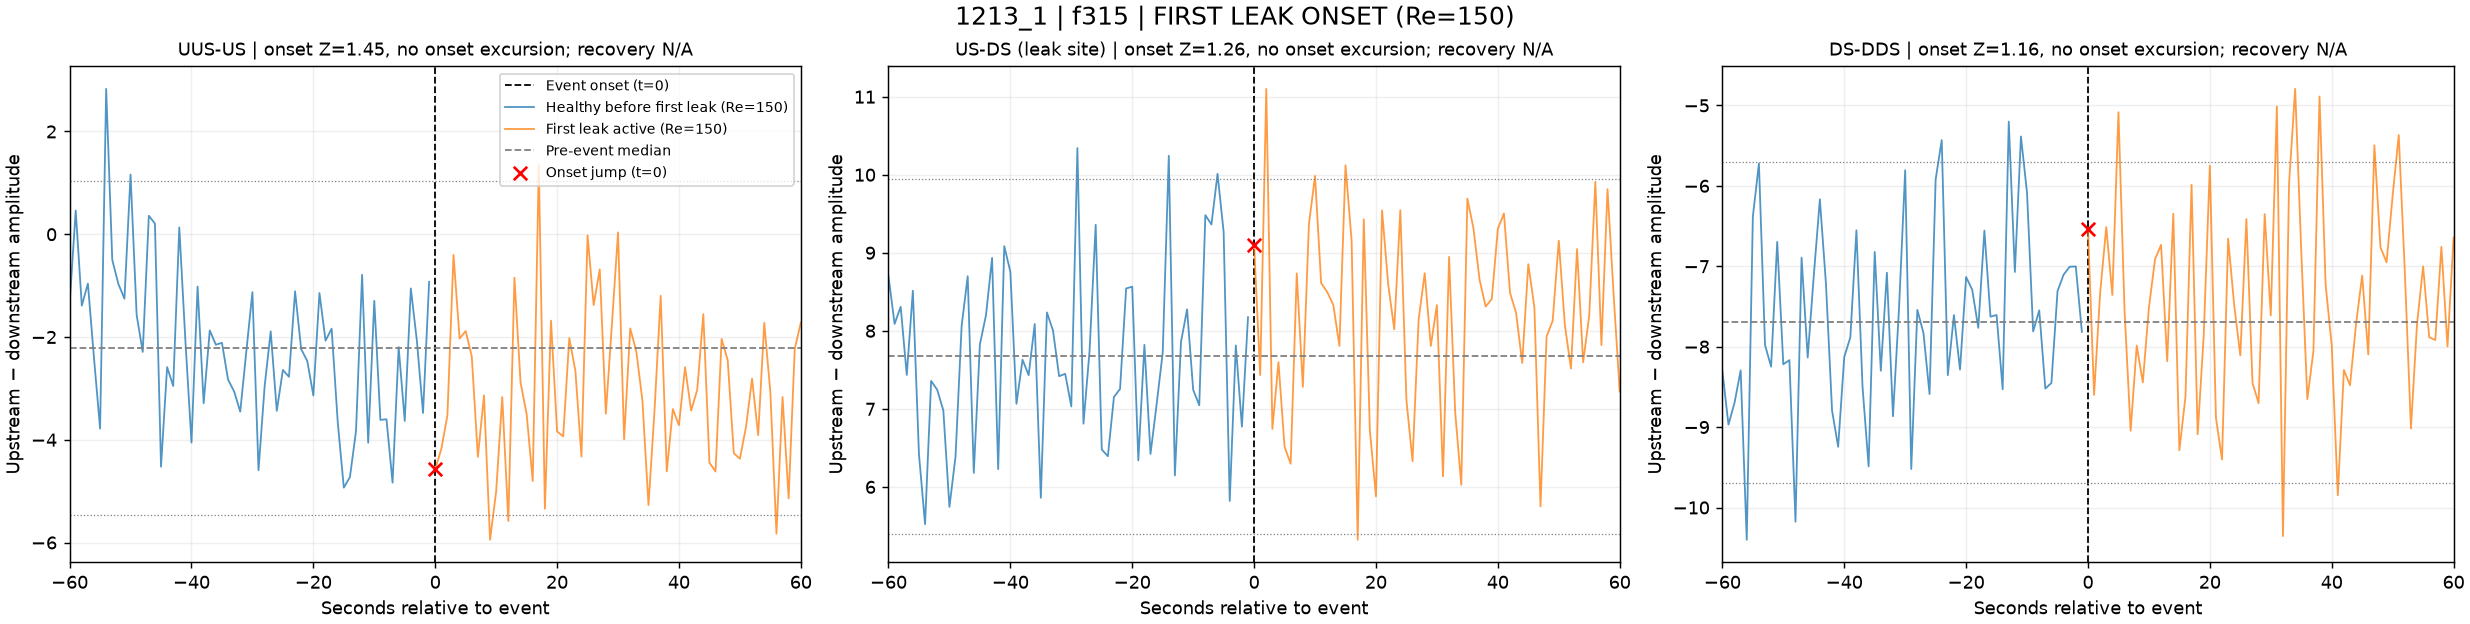 1213_1 | f315 | FIRST LEAK ONSET (Re=150)
UUS-US | onset Z=1.45, no onset excursion; recovery N/A
Upstream − downstream amplitude
2
0
−2
−4
−6
Event onset (t=0)
Healthy before first leak (Re=150)
First leak active (Re=150)
Pre-event median
Onset jump (t=0)
−60 −40 −20 0 20 40 60
Seconds relative to event
US-DS (leak site) | onset Z=1.26, no onset excursion; recovery N/A
Upstream − downstream amplitude
11
10
9
8
7
6
−60 −40 −20 0 20 40 60
Seconds relative to event
DS-DDS | onset Z=1.16, no onset excursion; recovery N/A
Upstream − downstream amplitude
−5
−6
−7
−8
−9
−10
−60 −40 −20 0 20 40 60
Seconds relative to event